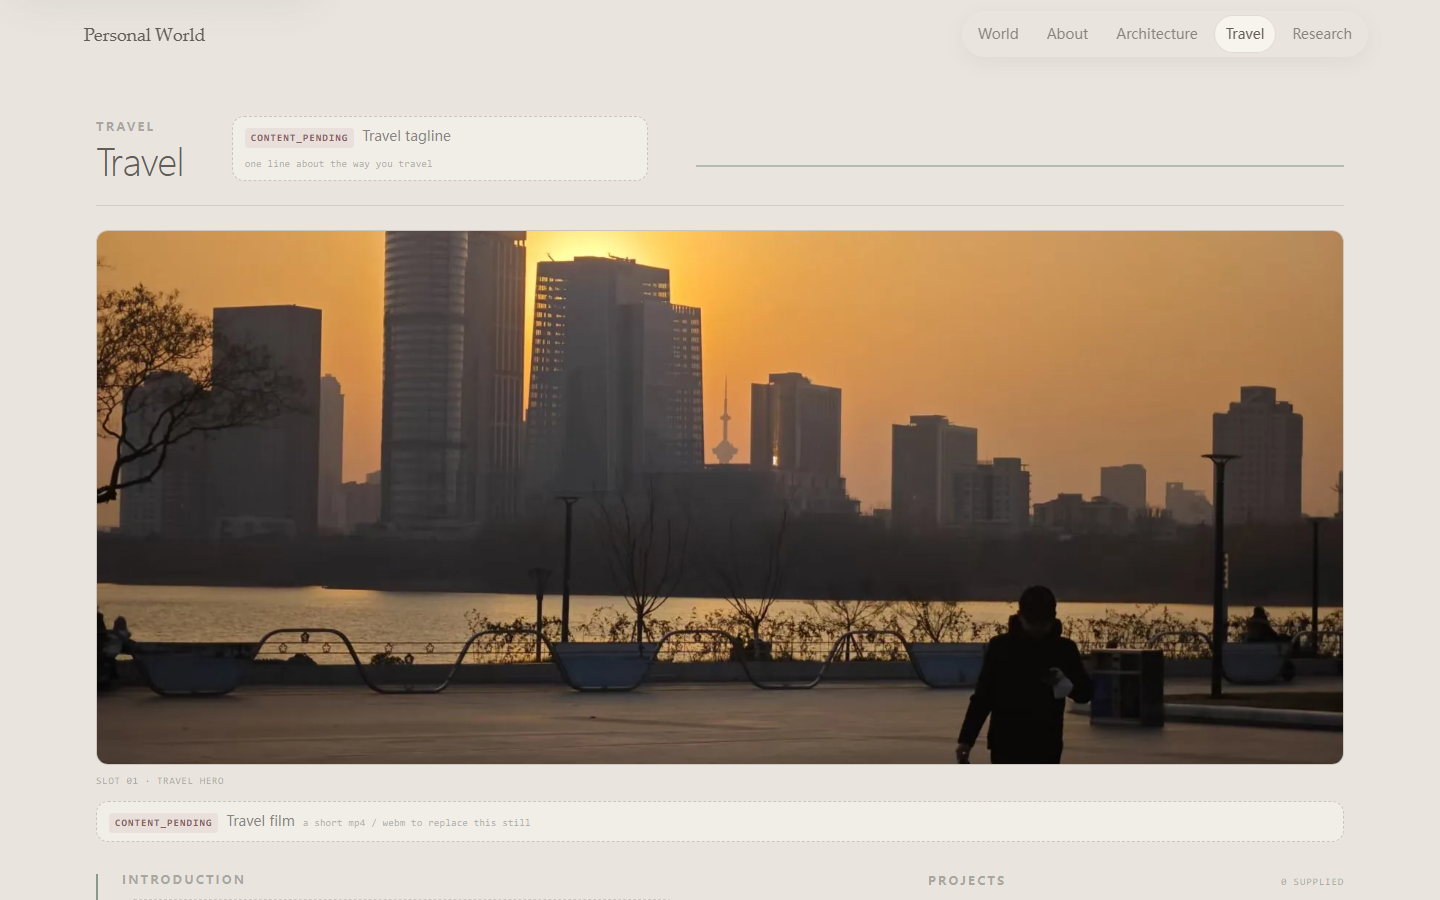 Personal World
World About Architecture Travel Research
TRAVEL
Travel
CONTENT_PENDING Travel tagline
one line about the way you travel
SLOT 01 · TRAVEL HERO
CONTENT_PENDING Travel film a short mp4 / webm to replace this still
INTRODUCTION
PROJECTS
0 SUPPLIED